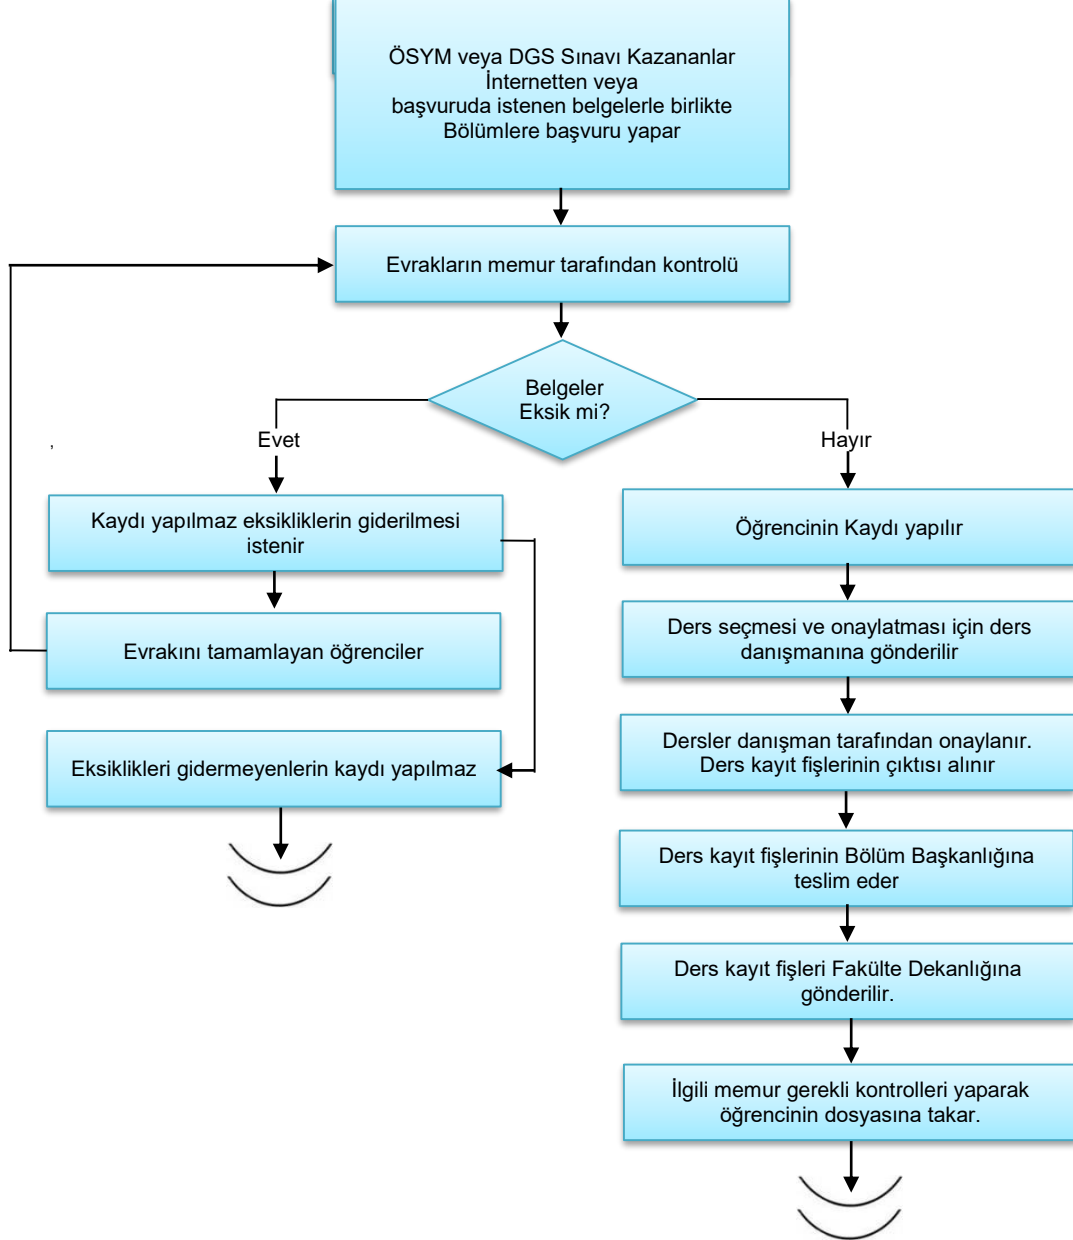 ÖSYM veya DGS Sınavı Kazananlar
İnternetten veya
başvuruda istenen belgelerle birlikte
Bölümlere başvuru yapar
Evrakların memur tarafından kontrolü
Belgeler
Eksik mi?
Evet
Hayır
,
Kaydı yapılmaz eksikliklerin giderilmesi
istenir
Evrakını tamamlayan öğrenciler
Eksiklikleri gidermeyenlerin kaydı yapılmaz
Öğrencinin Kaydı yapılır
Ders seçmesi ve onaylatması için ders
danışmanına gönderilir
Dersler danışman tarafından onaylanır.
Ders kayıt fişlerinin çıktısı alınır
Ders kayıt fişlerinin Bölüm Başkanlığına
teslim eder
Ders kayıt fişleri Fakülte Dekanlığına
gönderilir.
İlgili memur gerekli kontrolleri yaparak
öğrencinin dosyasına takar.